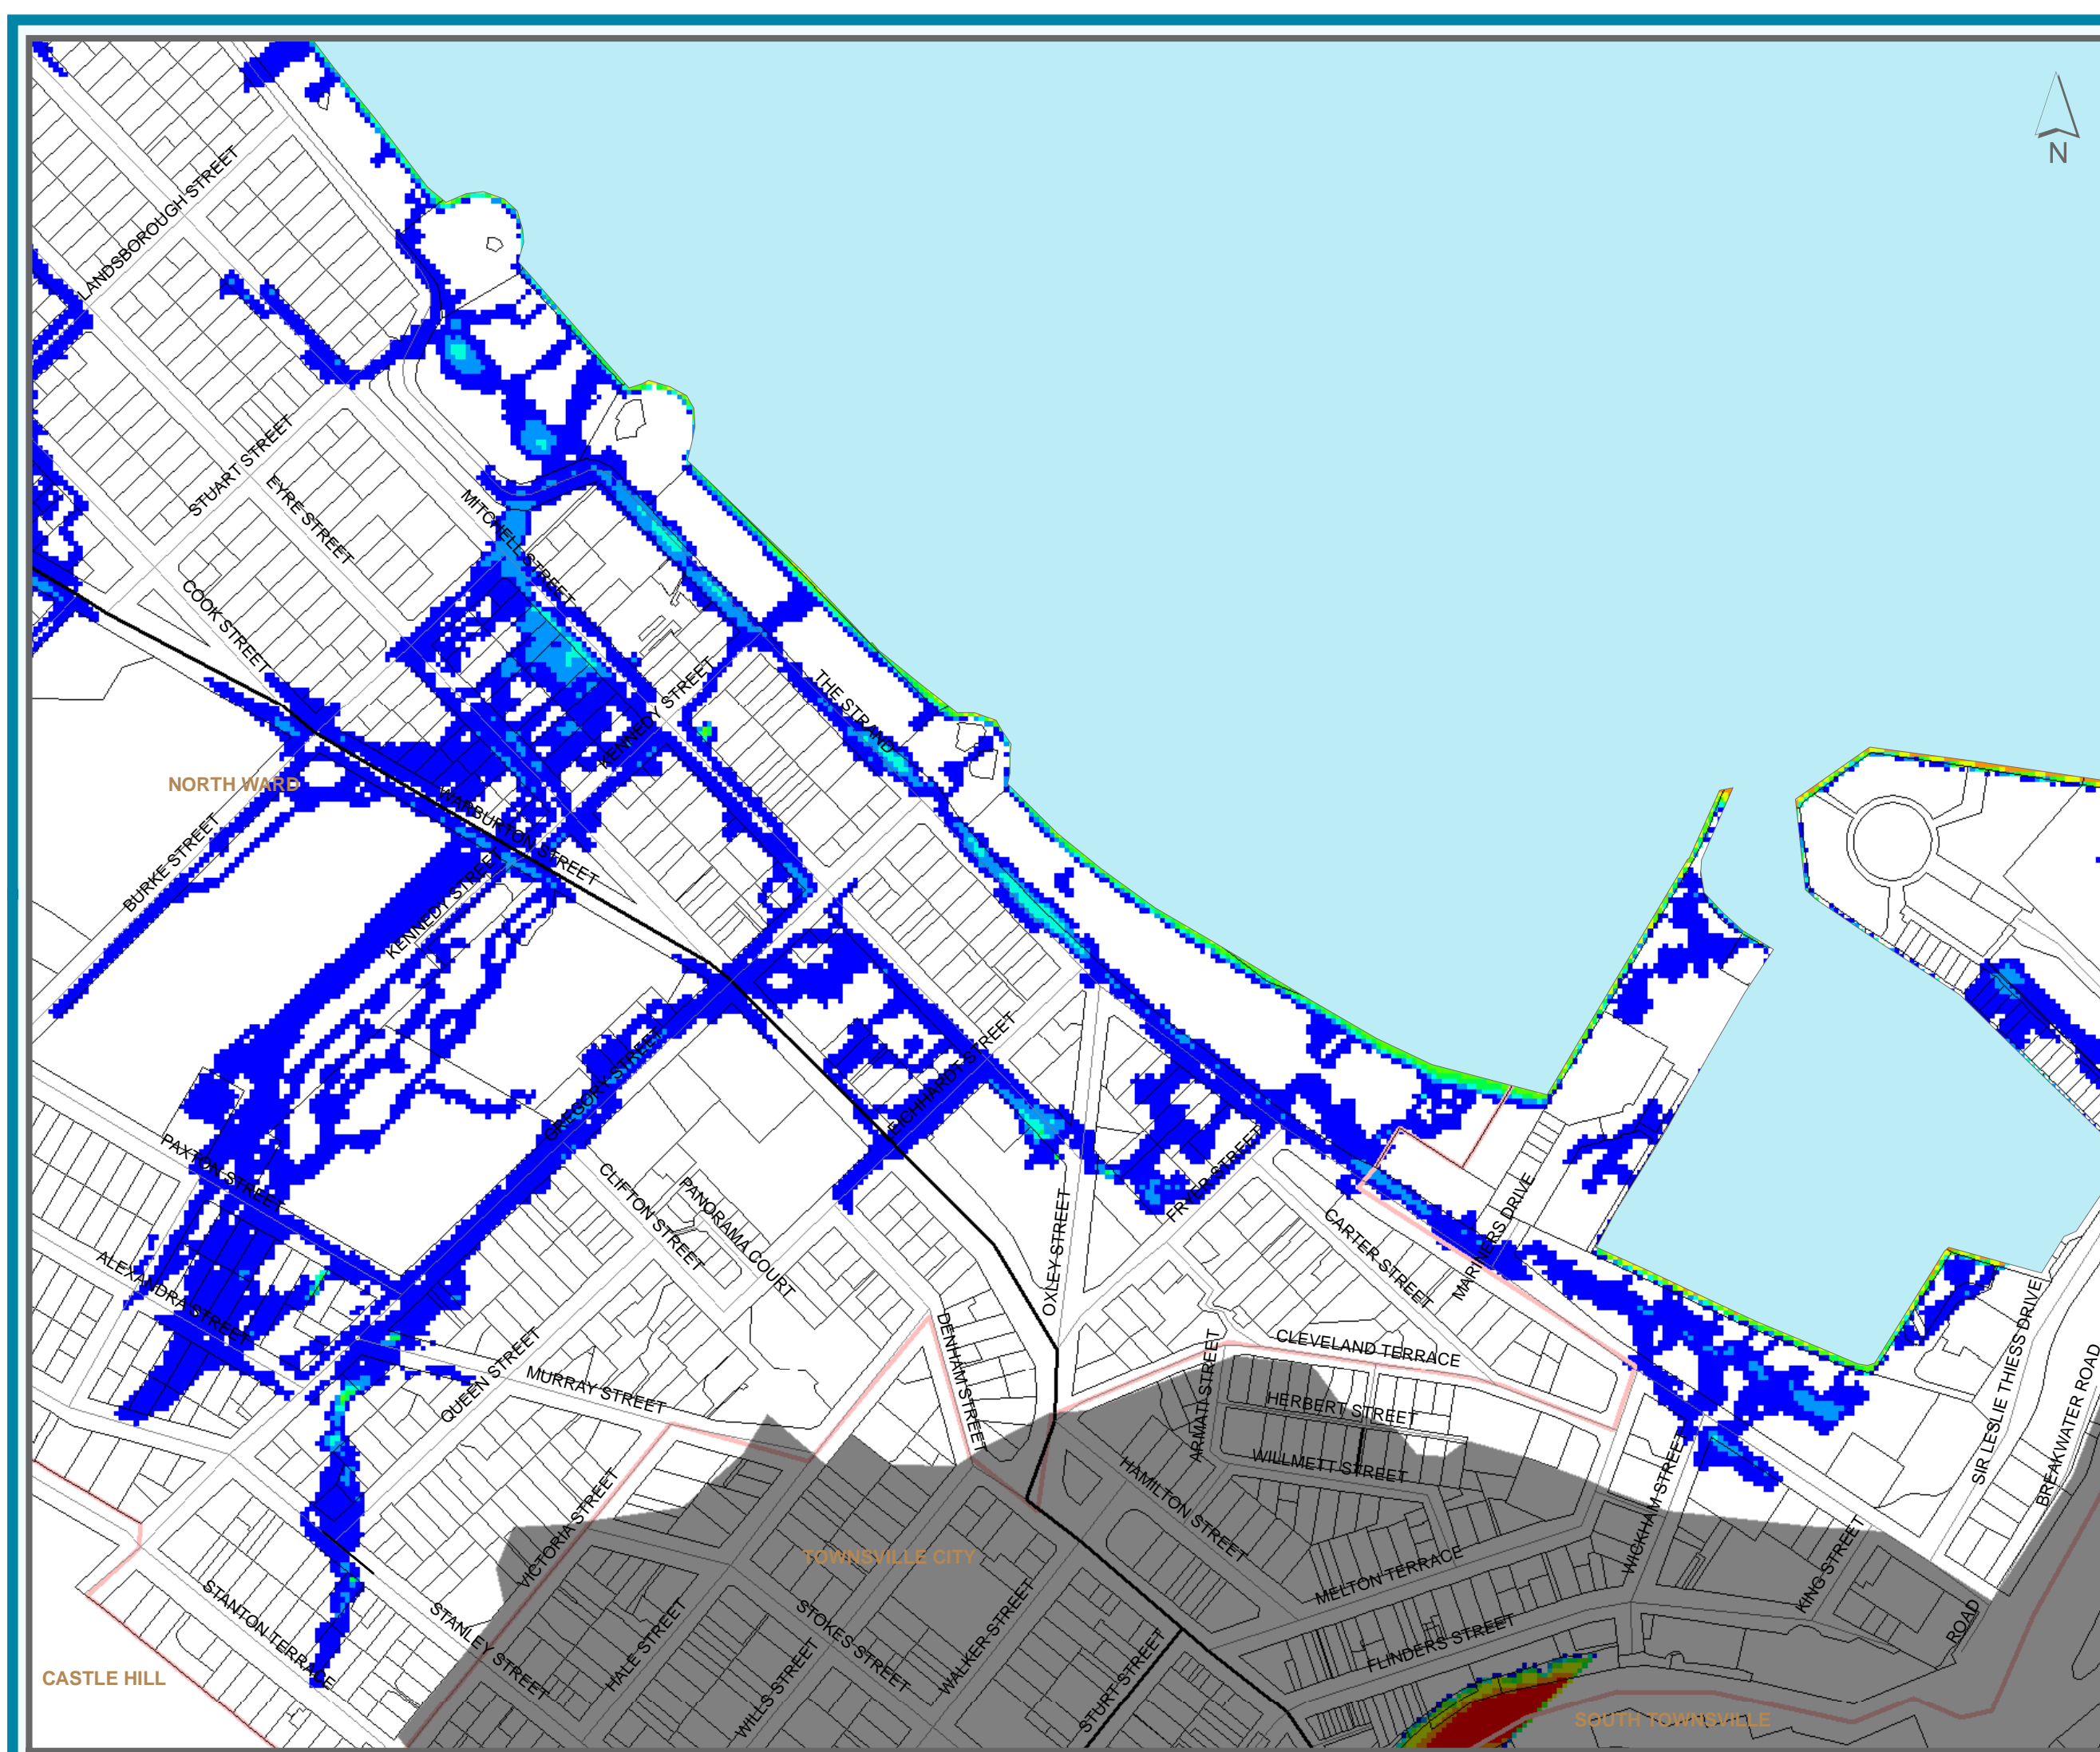 N
LANDSBOROUGH STREET
STUART STREET
EYRE STREET
MITCHELL STREET
COOK STREET
KENNEDY STREET
THE STRAND
NORTH WARD
WARBURTON STREET
BURKE STREET
KENNEDY STREET
GREGORY STREET
LEICHHARDT STREET
PAXTON STREET
CLIFTON STREET
PANORAMA COURT
FRYER STREET
OXLEY STREET
CARTER STREET
MARINERS DRIVE
ALEXANDRA STREET
QUEEN STREET
MURRAY STREET
DENHAM STREET
ARMATI STREET
CLEVELAND TERRACE
HERBERT STREET
WILLMETT STREET
SIR LESLIE THIESS DRIVE
BREAKWATER ROAD
HAMILTON STREET
WICKHAM STREET
VICTORIA STREET
TOWNSVILLE CITY
MELTON TERRACE
KING STREET
STANTON TERRACE
STANLEY STREET
HALE STREET
STOKES STREET
WILLS STREET
WALKER STREET
STURT STREET
FLINDERS STREET
ROAD
CASTLE HILL
SOUTH TOWNSVILLE